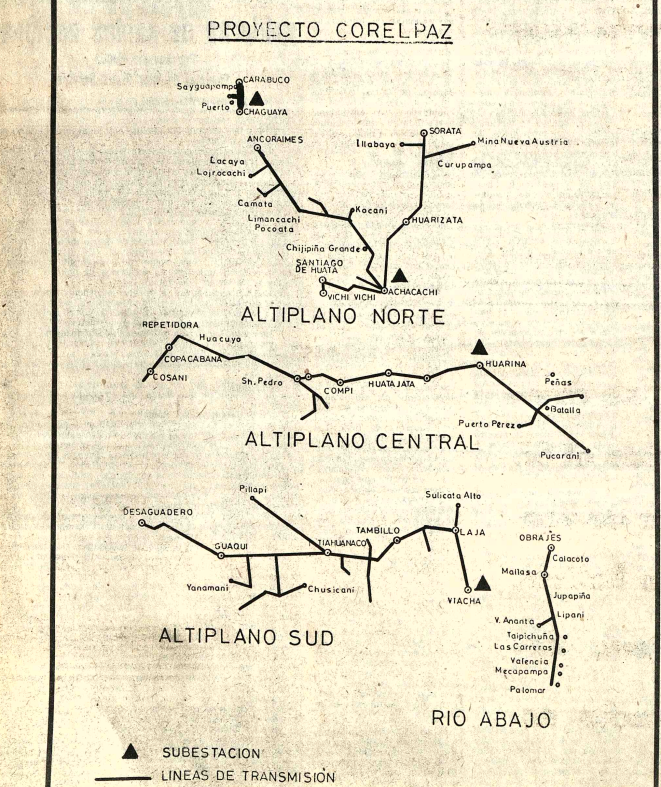 PROYECTO CORELPAZ
CARABUCO
Sayguapampa
Puerto
CHAGUAYA
ANCORAIMES
Lacaya
Lojrocachi
Camata
Limancachi
Pocoata
Kocani
Chijipiña Grande
SANTIAGO
DE HUATA
VICHI VICHI
SORATA
Illabaya
Mina Nueva Austria
Curupampa
HUARIZATA
ACHACACHI
ALTIPLANO NORTE
REPETIDORA
Huacuyo
COPACABANA
COSANI
Sn. Pedro
COMPI
HUATAJATA
HUARINA
Peñas
Batalla
Puerto Pérez
Pucarani
ALTIPLANO CENTRAL
Pillapi
DESAGUADERO
GUAQUI
TIAHUANACO
TAMBILLO
Sulicata Alto
LAJA
VIACHA
Yanamani
Chusicani
ALTIPLANO SUD
OBRAJES
Calacoto
Mallasa
Jupapiña
Lipani
V. Ananta
Taipichuña
Las Carreras
Valencia
Mecapampa
Palomar
RIO ABAJO
SUBESTACION
LINEAS DE TRANSMISIÓN